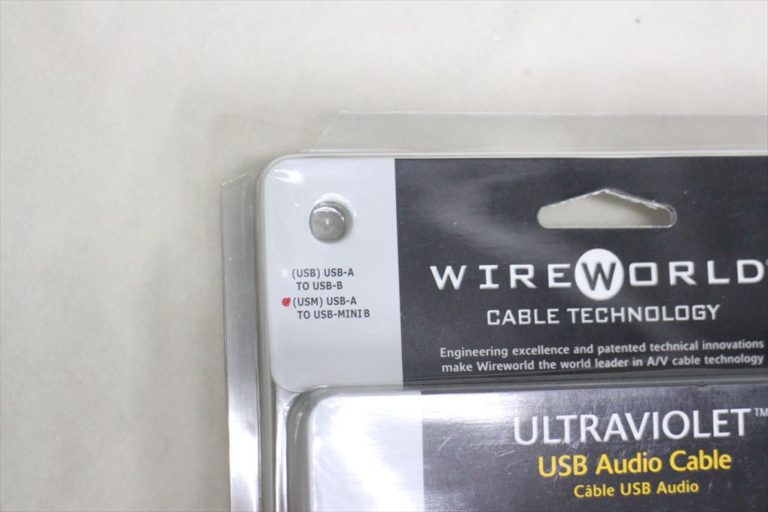 (USB) USB-A
TO USB-B
(USM) USB-A
TO USB-MINI B
WIREWORLD®
CABLE TECHNOLOGY
Engineering excellence and patented technical innovations
make Wireworld the world leader in A/V cable technology
ULTRAVIOLET™
USB Audio Cable
Câble USB Audio